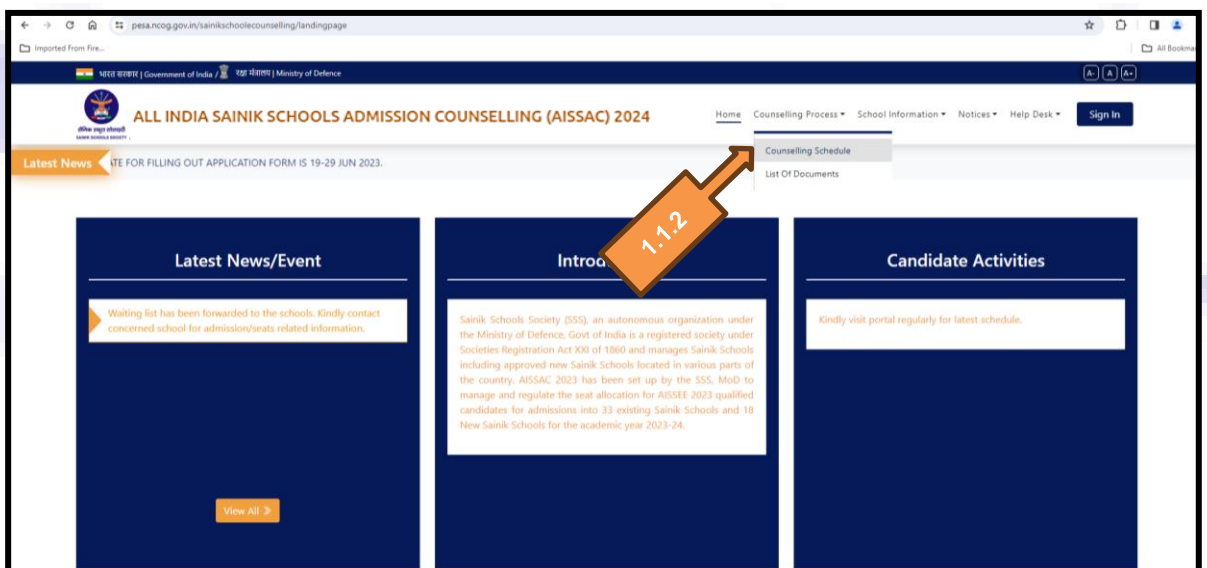 pesa.ncog.gov.in/sainikschoolecounselling/landingpage
Imported From Fire...
All Bookma
भारत सरकार | Government of India / रक्षा मंत्रालय | Ministry of Defence
A- A A+
सैनिक स्कूल सोसाइटी
SAINIK SCHOOLS SOCIETY
ALL INDIA SAINIK SCHOOLS ADMISSION COUNSELLING (AISSAC) 2024
Home Counselling Process School Information Notices Help Desk Sign In
Counselling Schedule
List Of Documents
Latest News
TE FOR FILLING OUT APPLICATION FORM IS 19-29 JUN 2023.
1.1.2
Latest News/Event
Waiting list has been forwarded to the schools. Kindly contact
concerned school for admission/seats related information.
View All
Introd
Sainik Schools Society (SSS), an autonomous organization under
the Ministry of Defence, Govt of India is a registered society under
Societies Registration Act XXI of 1860 and manages Sainik Schools
including approved new Sainik Schools located in various parts of
the country. AISSAC 2023 has been set up by the SSS, MoD to
manage and regulate the seat allocation for AISSEE 2023 qualified
candidates for admissions into 33 existing Sainik Schools and 18
New Sainik Schools for the academic year 2023-24.
Candidate Activities
Kindly visit portal regularly for latest schedule.